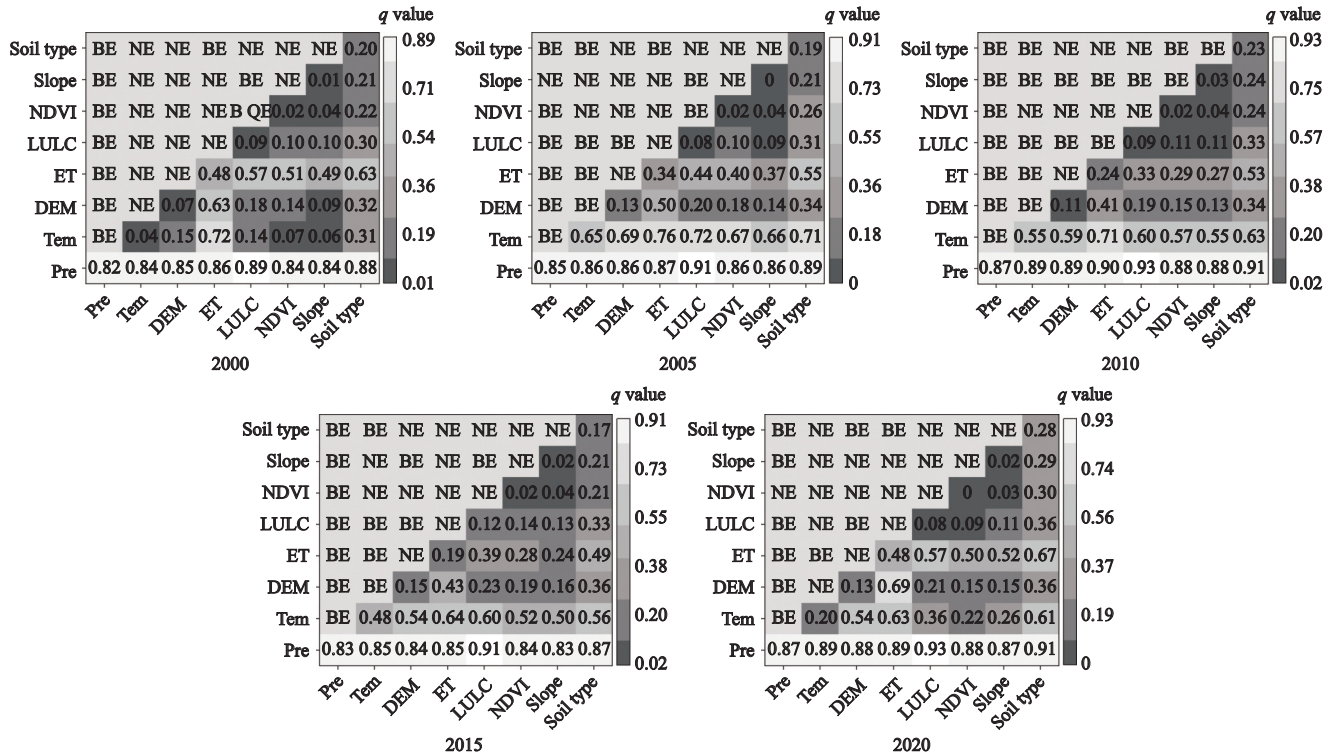 q value
Soil type BE NE NE BE NE NE NE 0.20 0.89
Slope BE NE NE NE BE NE 0.01 0.21 0.71
NDVI BE NE NE NE B QE 0.02 0.04 0.22
LULC BE NE NE NE 0.09 0.10 0.10 0.30 0.54
ET BE NE NE 0.48 0.57 0.51 0.49 0.63 0.36
DEM BE NE 0.07 0.63 0.18 0.14 0.09 0.32
Tem BE 0.04 0.15 0.72 0.14 0.07 0.06 0.31 0.19
Pre 0.82 0.84 0.85 0.86 0.89 0.84 0.84 0.88 0.01
Pre Tem DEM ET LULC NDVI Slope Soil type
2000
q value
Soil type BE BE NE BE NE NE NE 0.19 0.91
Slope NE NE NE NE BE NE 0 0.21 0.73
NDVI BE NE NE NE BE 0.02 0.04 0.26
LULC BE BE BE NE 0.08 0.10 0.09 0.31 0.55
ET BE BE NE 0.34 0.44 0.40 0.37 0.55 0.36
DEM BE BE 0.13 0.50 0.20 0.18 0.14 0.34
Tem BE 0.65 0.69 0.76 0.72 0.67 0.66 0.71 0.18
Pre 0.85 0.86 0.86 0.87 0.91 0.86 0.86 0.89 0
Pre Tem DEM ET LULC NDVI Slope Soil type
2005
q value
Soil type BE BE NE NE NE BE BE 0.23 0.93
Slope BE BE BE BE BE BE 0.03 0.24 0.75
NDVI BE NE NE NE NE 0.02 0.04 0.24
LULC BE BE BE BE 0.09 0.11 0.11 0.33 0.57
ET BE BE NE 0.24 0.33 0.29 0.27 0.53 0.38
DEM BE BE 0.11 0.41 0.19 0.15 0.13 0.34
Tem BE 0.55 0.59 0.71 0.60 0.57 0.55 0.63 0.20
Pre 0.87 0.89 0.89 0.90 0.93 0.88 0.88 0.91 0.02
Pre Tem DEM ET LULC NDVI Slope Soil type
2010
q value
Soil type BE BE NE NE NE NE NE 0.17 0.91
Slope BE NE BE NE BE NE 0.02 0.21 0.73
NDVI BE NE NE NE NE 0.02 0.04 0.21
LULC BE BE BE NE 0.12 0.14 0.13 0.33 0.55
ET BE BE NE 0.19 0.39 0.28 0.24 0.49 0.38
DEM BE BE 0.15 0.43 0.23 0.19 0.16 0.36
Tem BE 0.48 0.54 0.64 0.60 0.52 0.50 0.56 0.20
Pre 0.83 0.85 0.84 0.85 0.91 0.84 0.83 0.87 0.02
Pre Tem DEM ET LULC NDVI Slope Soil type
2015
q value
Soil type BE NE BE BE NE NE NE 0.28 0.93
Slope NE NE NE NE NE NE 0.02 0.29 0.74
NDVI NE NE NE NE NE 0 0.03 0.30
LULC BE NE BE NE 0.08 0.09 0.11 0.36 0.56
ET BE BE NE 0.48 0.57 0.50 0.52 0.67 0.37
DEM BE NE 0.13 0.69 0.21 0.15 0.15 0.36
Tem BE 0.20 0.54 0.63 0.36 0.22 0.26 0.61 0.19
Pre 0.87 0.89 0.88 0.89 0.93 0.88 0.87 0.91 0
Pre Tem DEM ET LULC NDVI Slope Soil type
2020